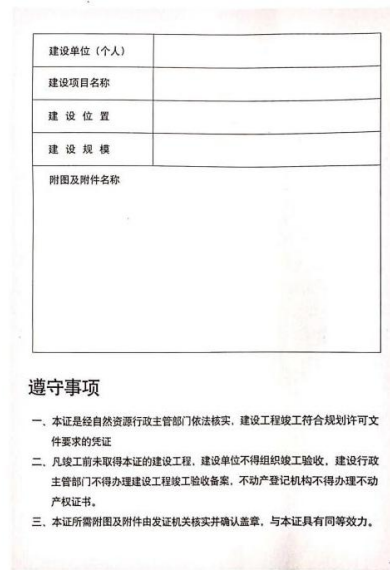 建设单位（个人）
建设项目名称
建设位置
建设规模
附图及附件名称
遵守事项
一、本证是经自然资源行政主管部门依法核实，建设工程竣工符合规划许可文
件要求的凭证
二、凡竣工前未取得本证的建设工程，建设单位不得组织竣工验收，建设行政
主管部门不得办理建设工程竣工验收备案，不动产登记机构不得办理不动
产权证书。
三、本证所需附图及附件由发证机关核实并确认盖章，与本证具有同等效力。